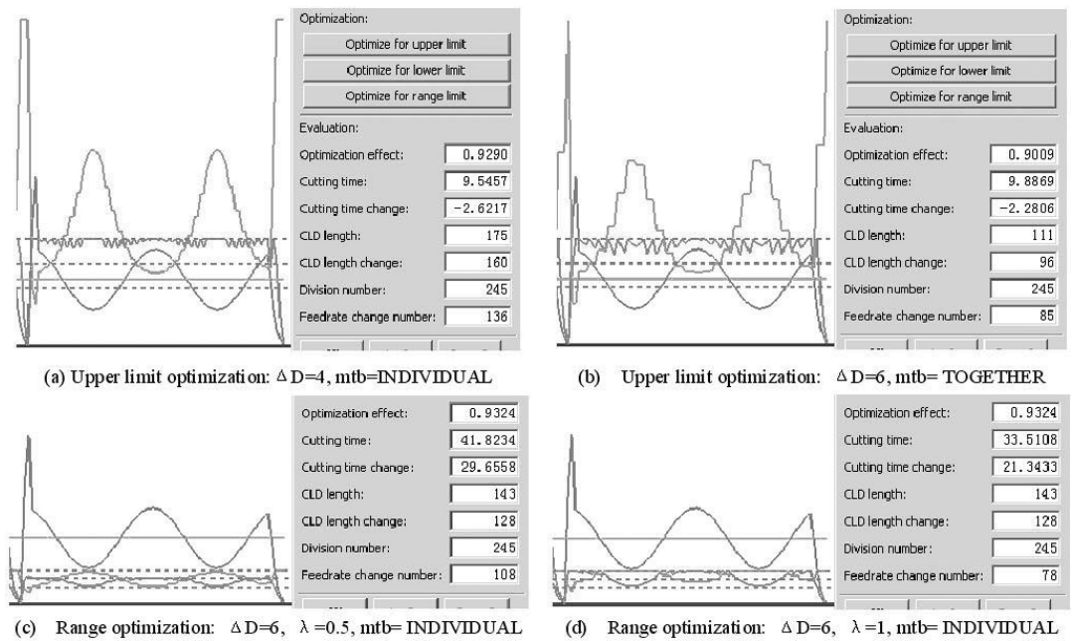 Optimization:
Optimize for upper limit
Optimize for lower limit
Optimize for range limit
Evaluation:
Optimization effect: 0.9290
Cutting time: 9.5457
Cutting time change: -2.6217
CLD length: 175
CLD length change: 160
Division number: 245
Feedrate change number: 136
(a) Upper limit optimization: ΔD=4, mtb=INDIVIDUAL
Optimization:
Optimize for upper limit
Optimize for lower limit
Optimize for range limit
Evaluation:
Optimization effect: 0.9009
Cutting time: 9.8869
Cutting time change: -2.2806
CLD length: 111
CLD length change: 96
Division number: 245
Feedrate change number: 85
(b) Upper limit optimization: ΔD=6, mtb= TOGETHER
Optimization effect: 0.9324
Cutting time: 41.8234
Cutting time change: 29.6558
CLD length: 143
CLD length change: 128
Division number: 245
Feedrate change number: 108
(c) Range optimization: ΔD=6, λ=0.5, mtb= INDIVIDUAL
Optimization effect: 0.9324
Cutting time: 33.5108
Cutting time change: 21.3433
CLD length: 143
CLD length change: 128
Division number: 245
Feedrate change number: 78
(d) Range optimization: ΔD=6, λ=1, mtb= INDIVIDUAL